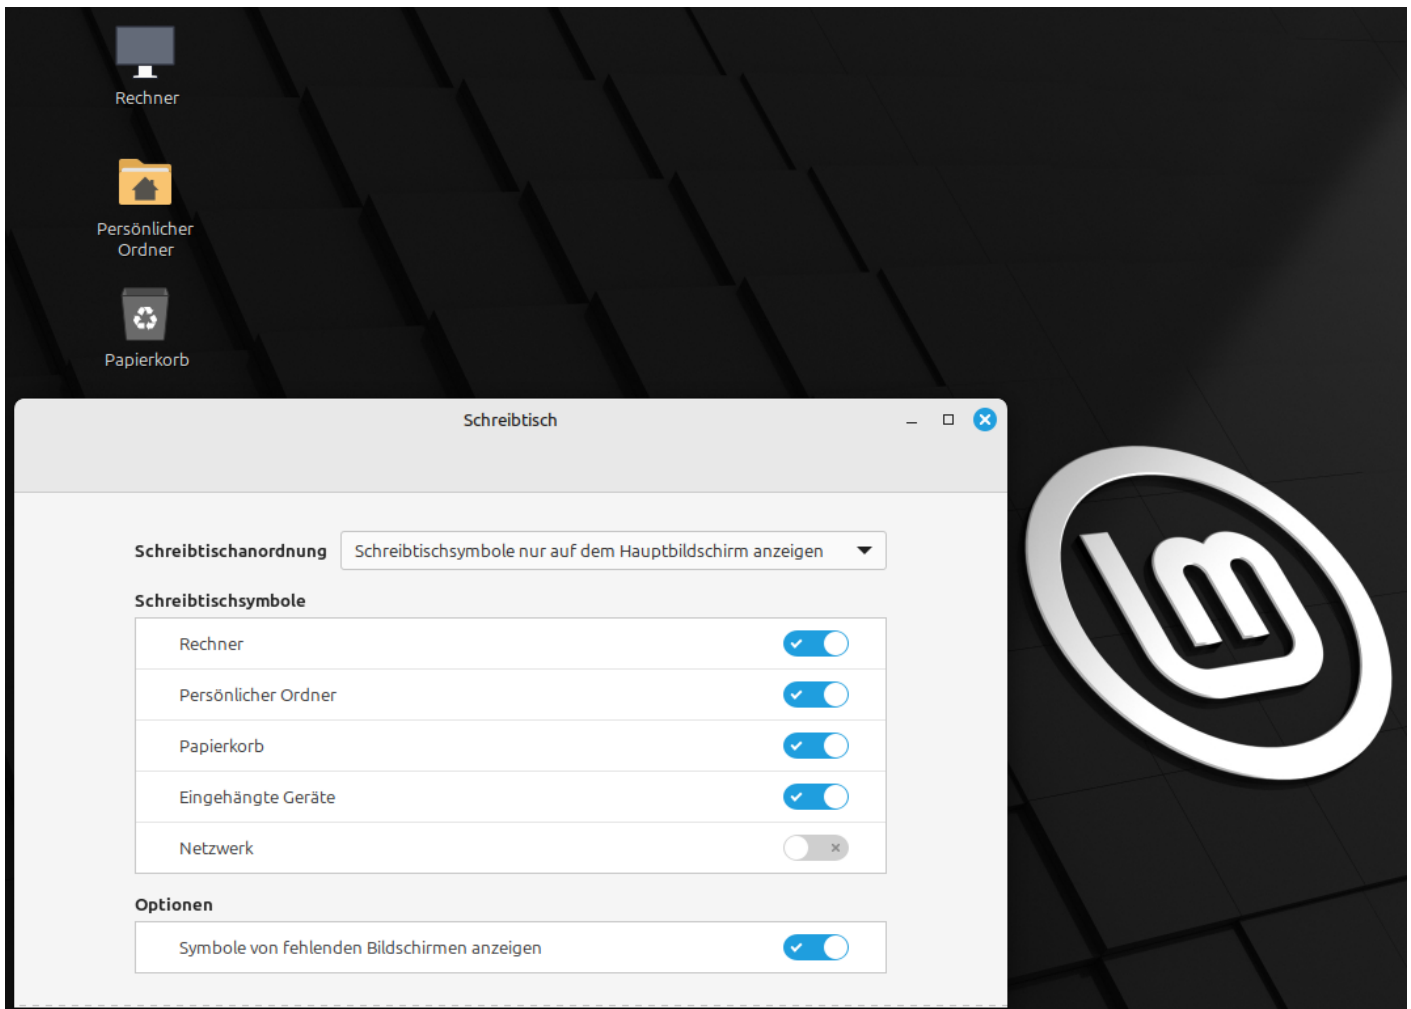 Rechner
Persönlicher
Ordner
Papierkorb
Schreibtisch
Schreibtischanordnung Schreibtischsymbole nur auf dem Hauptbildschirm anzeigen
Schreibtischsymbole
Rechner
Persönlicher Ordner
Papierkorb
Eingehängte Geräte
Netzwerk
Optionen
Symbole von fehlenden Bildschirmen anzeigen